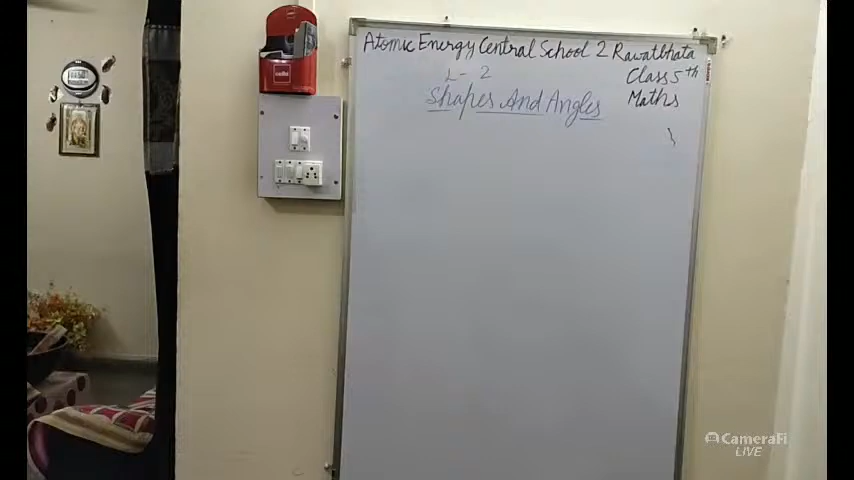 Atomic Energy Central School 2 Rawatbhata
L-2
Class 5th
Shapes And Angles
Maths
CameraFi
LIVE